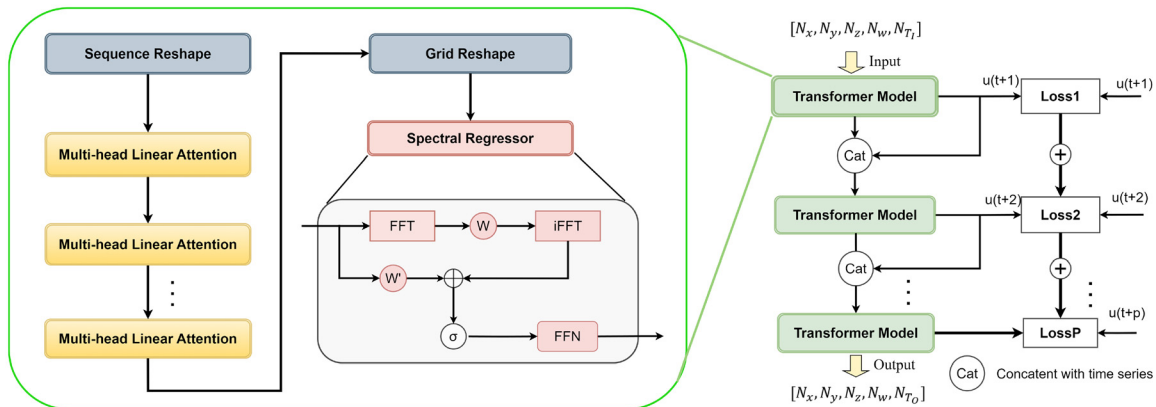 Sequence Reshape
Multi-head Linear Attention
Multi-head Linear Attention
Multi-head Linear Attention
Grid Reshape
Spectral Regressor
FFT
W
iFFT
W'
σ
FFN
[N_x, N_y, N_z, N_w, N_{T_I}]
Input
Transformer Model
u(t+1)
Loss1
u(t+1)
Cat
+
Transformer Model
u(t+2)
Loss2
u(t+2)
Cat
+
u(t+p)
Transformer Model
LossP
Output
[N_x, N_y, N_z, N_w, N_{T_O}]
Cat
Concatent with time series